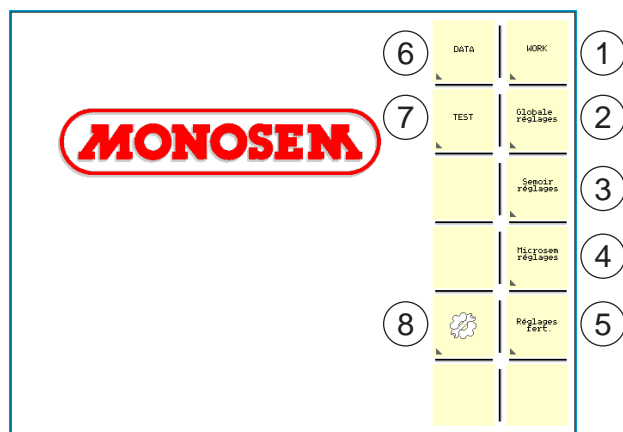 MONOSEM
6
DATA
WORK
1
7
TEST
Globale
réglages
2
Semoir
réglages
3
Microsem
réglages
4
8
Réglages
fert.
5